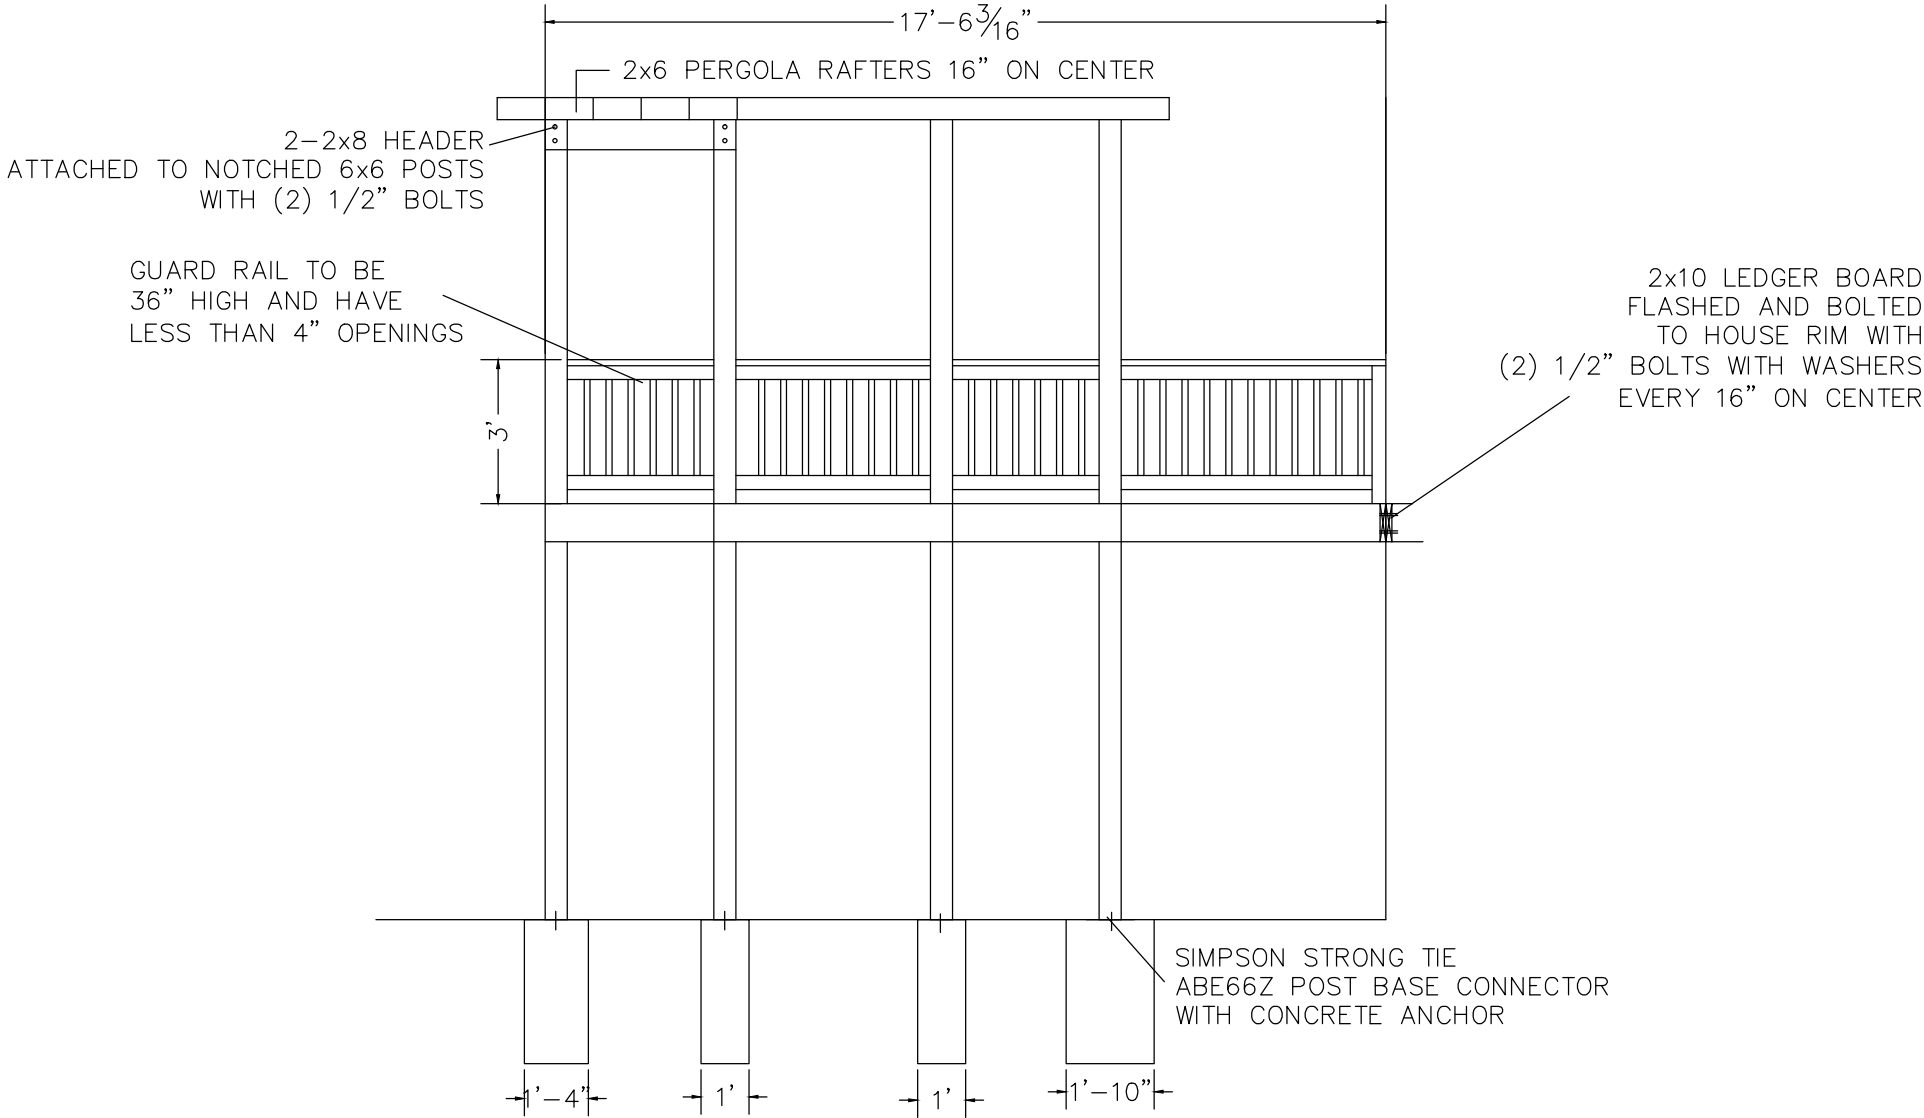 17’-6 3/16”
2x6 PERGOLA RAFTERS 16” ON CENTER
2-2x8 HEADER
ATTACHED TO NOTCHED 6x6 POSTS
WITH (2) 1/2” BOLTS
GUARD RAIL TO BE
36” HIGH AND HAVE
LESS THAN 4” OPENINGS
2x10 LEDGER BOARD
FLASHED AND BOLTED
TO HOUSE RIM WITH
(2) 1/2” BOLTS WITH WASHERS
EVERY 16” ON CENTER
3’
SIMPSON STRONG TIE
ABE66Z POST BASE CONNECTOR
WITH CONCRETE ANCHOR
1’-4”
1’
1’
1’-10”